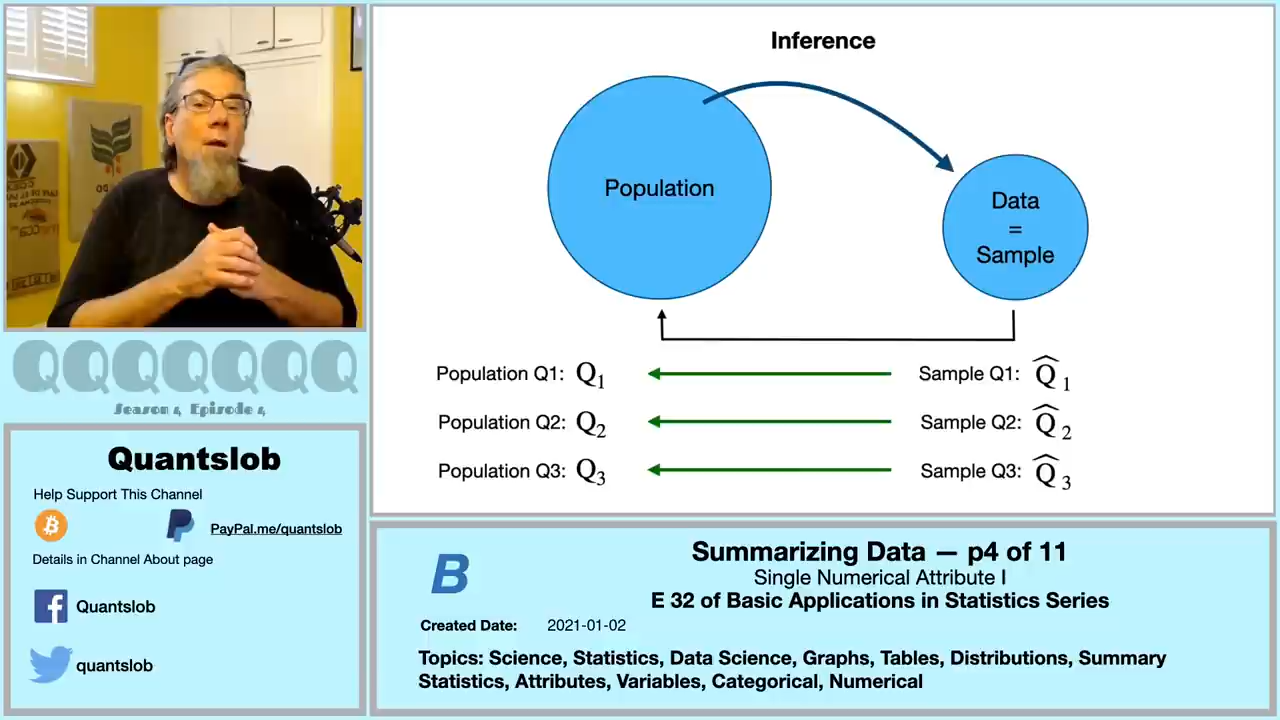 Inference
Population
Data
=
Sample
Population Q1: Q1
Sample Q1: Q̂1
Population Q2: Q2
Sample Q2: Q̂2
Population Q3: Q3
Sample Q3: Q̂3
QQQQQQQ
Season 4, Episode 4
Quantslob
Help Support This Channel
PayPal.me/quantslob
Details in Channel About page
Quantslob
quantslob
B
Summarizing Data — p4 of 11
Single Numerical Attribute I
E 32 of Basic Applications in Statistics Series
Created Date: 2021-01-02
Topics: Science, Statistics, Data Science, Graphs, Tables, Distributions, Summary
Statistics, Attributes, Variables, Categorical, Numerical